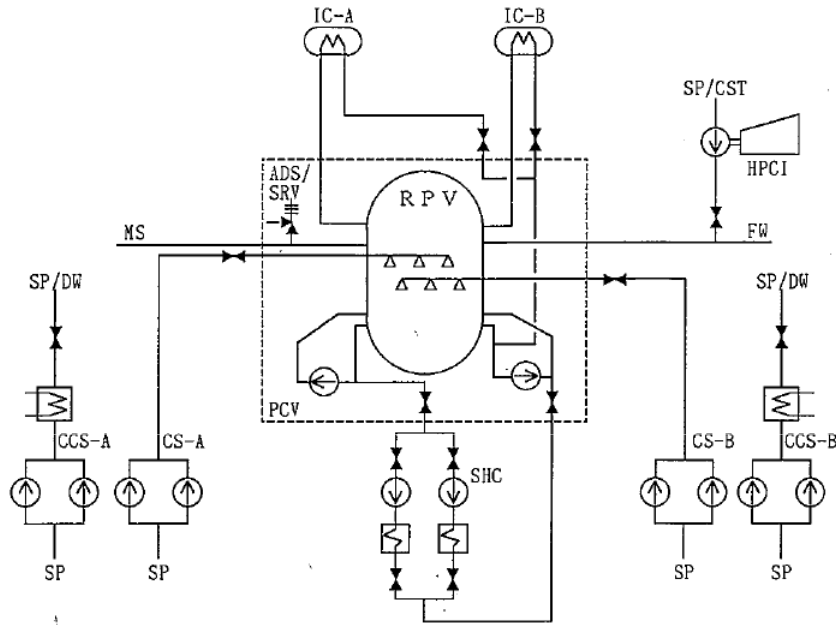 IC-A
IC-B
SP/CST
HPCI
ADS/
SRV
RPV
MS
FW
SP/DW
SP/DW
PCV
CCS-A
CS-A
SHC
CS-B
CCS-B
SP
SP
SP
SP